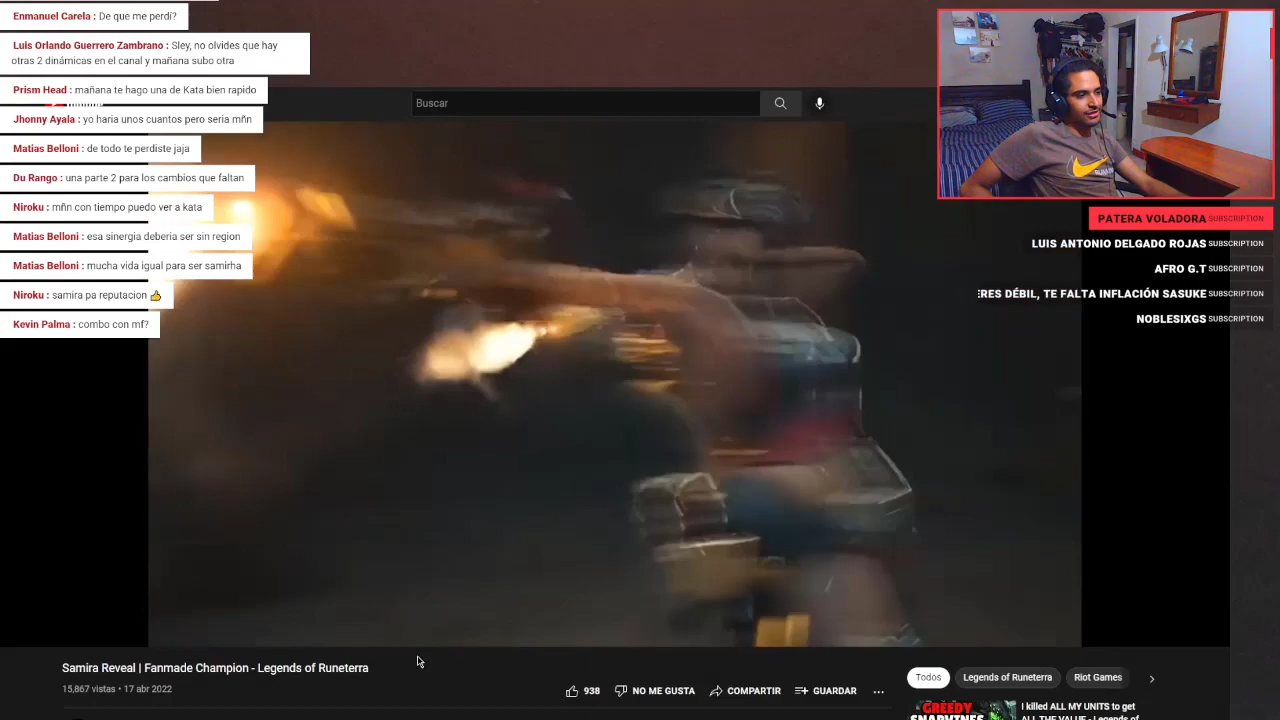 Enmanuel Carela : De que me perdí?
Luis Orlando Guerrero Zambrano : Sley, no olvides que hay
otras 2 dinámicas en el canal y mañana subo otra
Prism Head : mañana te hago una de Kata bien rapido
Jhonny Ayala : yo haria unos cuantos pero seria mñn
Matias Belloni : de todo te perdiste jaja
Du Rango : una parte 2 para los cambios que faltan
Niroku : mñn con tiempo puedo ver a kata
Matias Belloni : esa sinergia deberia ser sin region
Matias Belloni : mucha vida igual para ser samirha
Niroku : samira pa reputacion 👍
Kevin Palma : combo con mf?
Buscar
PATERA VOLADORA SUBSCRIPTION
LUIS ANTONIO DELGADO ROJAS SUBSCRIPTION
AFRO G.T SUBSCRIPTION
ERES DÉBIL, TE FALTA INFLACIÓN SASUKE SUBSCRIPTION
NOBLESIXGS SUBSCRIPTION
Samira Reveal | Fanmade Champion - Legends of Runeterra
15,867 vistas • 17 abr 2022
938 NO ME GUSTA COMPARTIR GUARDAR ...
Todos Legends of Runeterra Riot Games
GREEDY
SNARVINES
I killed ALL MY UNITS to get
ALL THE VALUE - Legends of